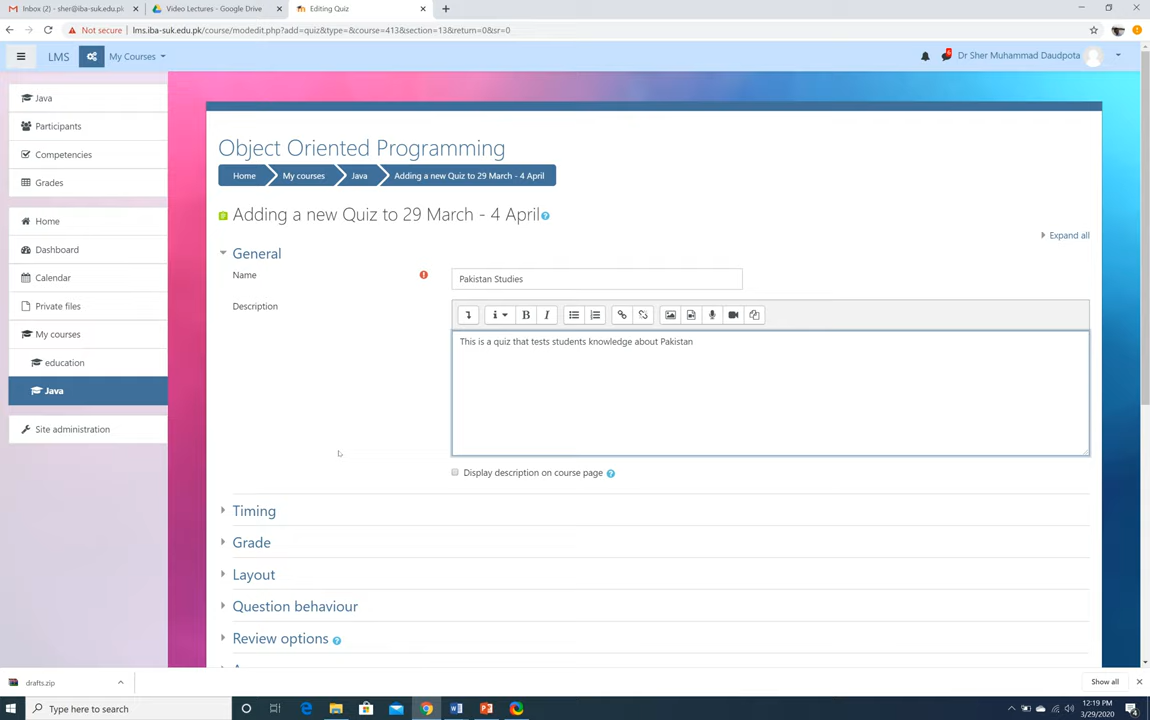 Inbox (2) - sher@iba-suk.edu.p
Video Lectures - Google Drive
Editing Quiz
Not secure
lms.iba-suk.edu.pk/course/modedit.php?add=quiz&type=&course=413&section=13&return=0&sr=0
LMS
My Courses
6
Dr Sher Muhammad Daudpota
Java
Participants
Competencies
Grades
Home
Dashboard
Calendar
Private files
My courses
education
Java
Site administration
Object Oriented Programming
Home
My courses
Java
Adding a new Quiz to 29 March - 4 April
Adding a new Quiz to 29 March - 4 April
Expand all
General
Name
Pakistan Studies
Description
This is a quiz that tests students knowledge about Pakistan
Display description on course page
Timing
Grade
Layout
Question behaviour
Review options
drafts.zip
Show all
Type here to search
12:19 PM
3/29/2020